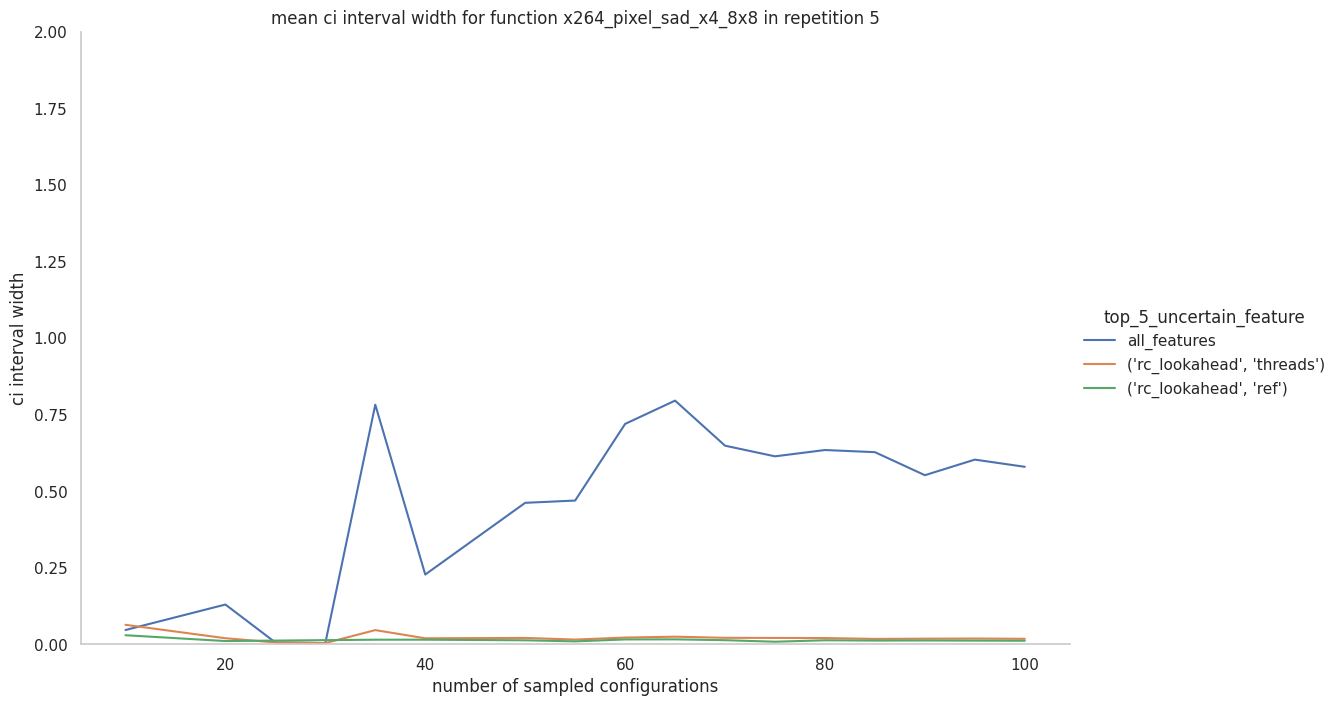 mean ci interval width for function x264_pixel_sad_x4_8x8 in repetition 5
2.00
1.75
1.50
1.25
1.00
0.75
0.50
0.25
0.00
ci interval width
20
40
60
80
100
number of sampled configurations
top_5_uncertain_feature
all_features
('rc_lookahead', 'threads')
('rc_lookahead', 'ref')